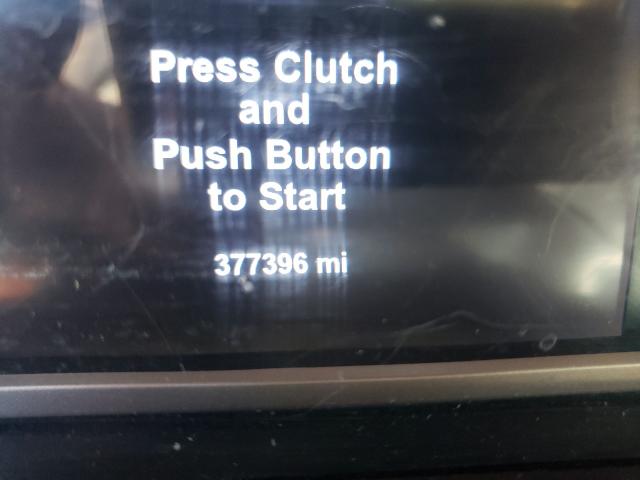 Press Clutch
and
Push Button
to Start
377396 mi